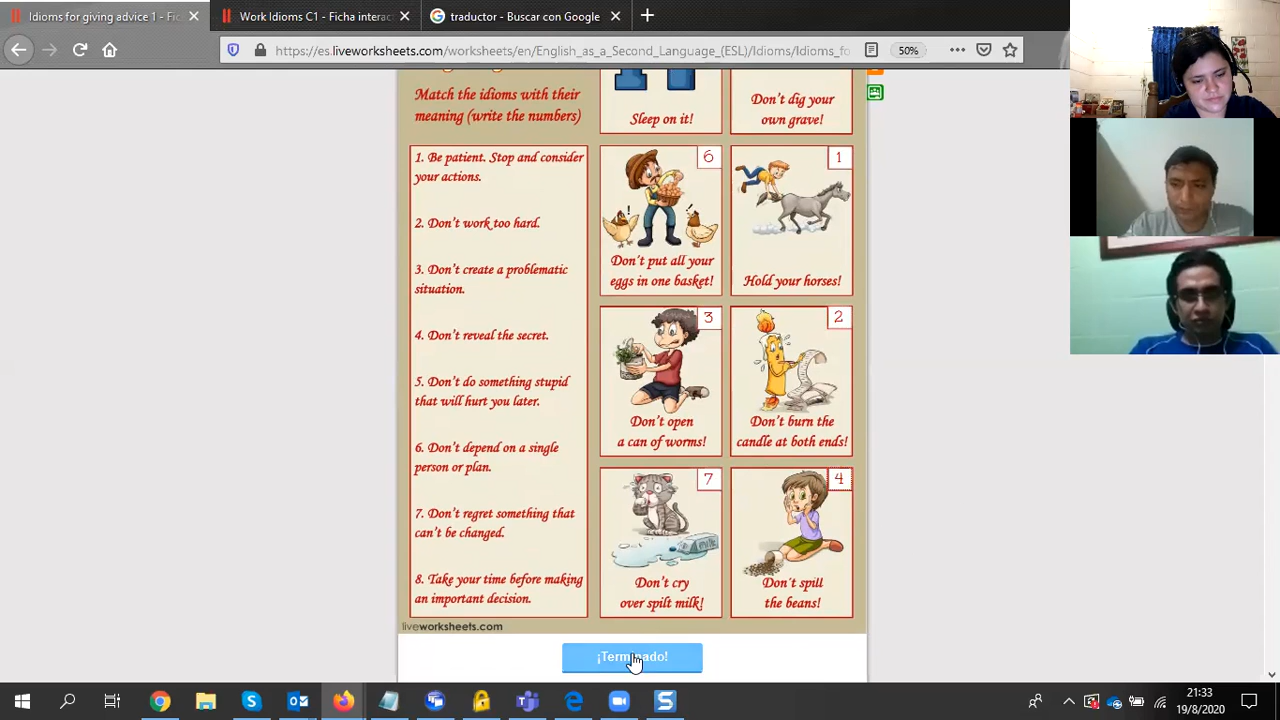 Idioms for giving advice 1 - Fic
Work Idioms C1 - Ficha interac
traductor - Buscar con Google
https://es.liveworksheets.com/worksheets/en/English_as_a_Second_Language_(ESL)/Idioms/Idioms_fo
50%
Match the idioms with their
meaning (write the numbers)
Sleep on it!
Don't dig your
own grave!
1. Be patient. Stop and consider
your actions.
2. Don't work too hard.
3. Don't create a problematic
situation.
4. Don't reveal the secret.
5. Don't do something stupid
that will hurt you later.
6. Don't depend on a single
person or plan.
7. Don't regret something that
can't be changed.
8. Take your time before making
an important decision.
6
Don't put all your
eggs in one basket!
1
Hold your horses!
3
Don't open
a can of worms!
2
Don't burn the
candle at both ends!
7
Don't cry
over spilt milk!
4
Don't spill
the beans!
liveworksheets.com
¡Terminado!
21:33
19/8/2020